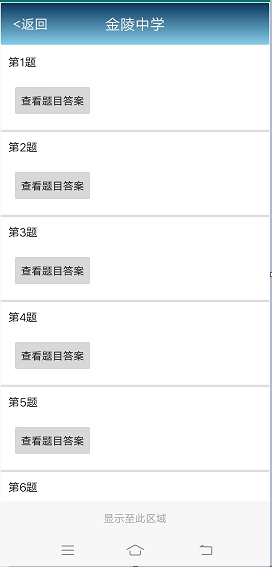 <返回 金陵中学
第1题
查看题目答案
第2题
查看题目答案
第3题
查看题目答案
第4题
查看题目答案
第5题
查看题目答案
第6题
显示至此区域